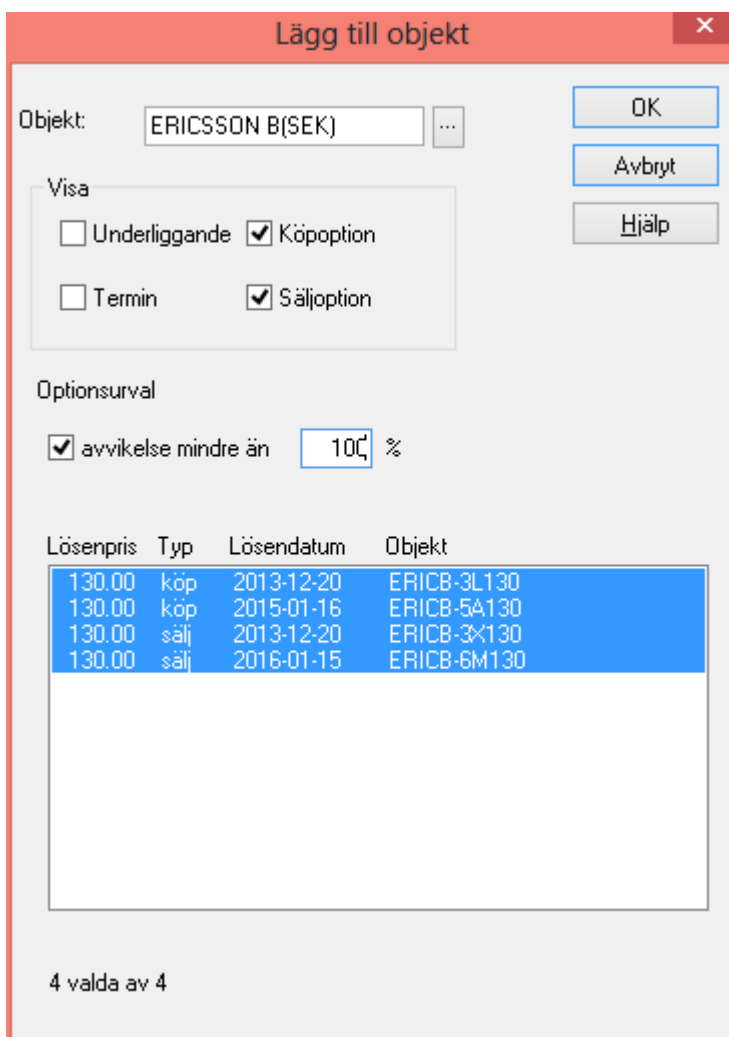 Lägg till objekt
Objekt: ERICSSON B(SEK) ...
OK
Avbryt
Hjälp
Visa
Underliggande Köpoption
Termin Säljoption
Optionsurval
avvikelse mindre än 100 %
Lösenpris Typ Lösendatum Objekt
130.00 köp 2013-12-20 ERICB-3L130
130.00 köp 2015-01-16 ERICB-5A130
130.00 sälj 2013-12-20 ERICB-3X130
130.00 sälj 2016-01-15 ERICB-6M130
4 valda av 4